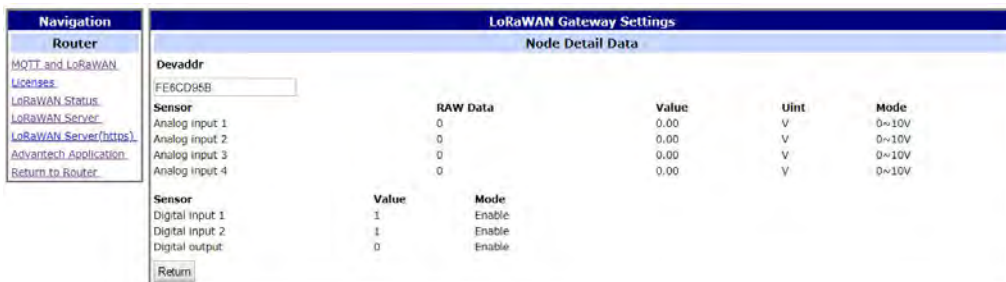 Navigation
Router
MQTT and LoRaWAN
Licenses
LoRaWAN Status
LoRaWAN Server
LoRaWAN Server(https)
Advantech Application
Return to Router
LoRaWAN Gateway Settings
Node Detail Data
Devaddr
FE6CD95B
Sensor RAW Data Value Uint Mode
Analog input 1 0 0.00 V 0~10V
Analog input 2 0 0.00 V 0~10V
Analog input 3 0 0.00 V 0~10V
Analog input 4 0 0.00 V 0~10V
Sensor Value Mode
Digital input 1 1 Enable
Digital input 2 1 Enable
Digital output 0 Enable
Return